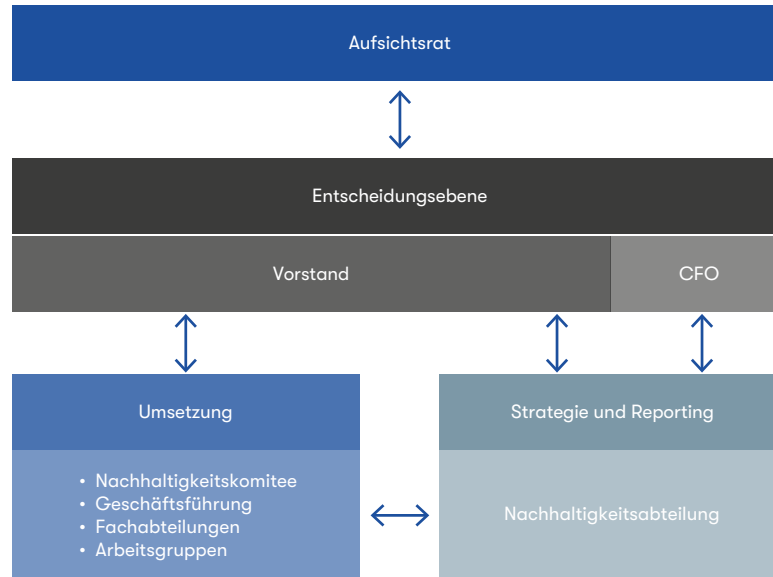 Aufsichtsrat
Entscheidungsebene
Vorstand
CFO
Umsetzung
• Nachhaltigkeitskomitee
• Geschäftsführung
• Fachabteilungen
• Arbeitsgruppen
Strategie und Reporting
Nachhaltigkeitsabteilung